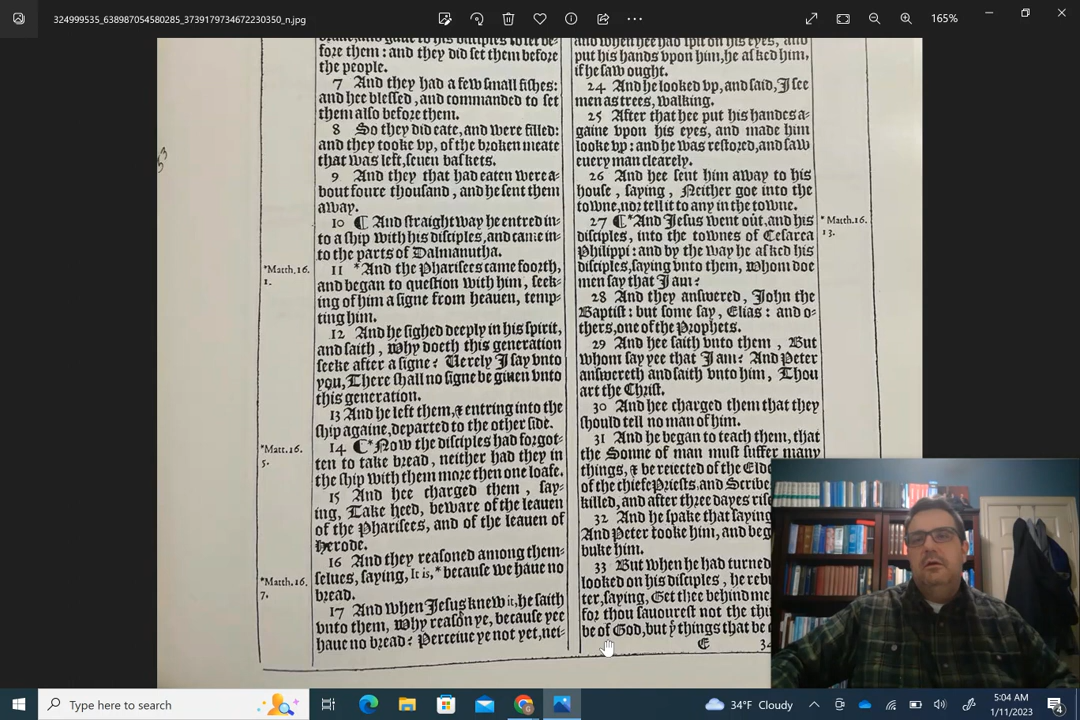 324999535_638987054580285_3739179734672230350_n.jpg
165%
fore them: and they did set them before
the people.
7 And they had a few small fishes:
and hee blessed, and commanded to set
them also before them.
8 So they did eate, and were filled:
and they tooke vp, of the broken meate
that was left, seuen baskets.
9 And they that had eaten were a-
bout foure thousand, and he sent them
away.
10 ¶ And straightway he entred in-
to a ship with his disciples, and came in-
to the parts of Dalmanutha.
*Matth.16.
1.
11 *And the Pharisees came foorth,
and began to question with him, seek-
ing of him a signe from heauen, temp-
ting him.
12 And he sighed deeply in his spirit,
and saith, Why doeth this generation
seeke after a signe? Uerely I say vnto
you, There shall no signe be giuen vnto
this generation.
13 And he left them, & entring into the
ship againe, departed to the other side.
*Matt.16.
5.
14 ¶ *Now the disciples had forgot-
ten to take bread, neither had they in
the ship with them more then one loafe.
15 And hee charged them, say-
ing, Take heed, beware of the leauen
of the Pharisees, and of the leauen of
Herode.
16 And they reasoned among them-
selues, saying, It is, *because we haue no
bread.
*Matth.16.
7.
17 And when Jesus knew it, he saith
vnto them, Why reason ye, because yee
haue no bread? Perceiue ye not yet, nei-
and when hee had spit on his eyes, and
put his hands vpon him, he asked him,
if he saw ought.
24 And he looked vp, and said, I see
men as trees, walking.
25 After that hee put his handes a-
gaine vpon his eyes, and made him
looke vp: and he was restored, and saw
euery man clearely.
26 And hee sent him away to his
house, saying, Neither goe into the
towne, nor tell it to any in the towne.
27 ¶ *And Jesus went out, and his
disciples, into the townes of Cesarea
Philippi: and by the way he asked his
disciples, saying vnto them, Whom doe
men say that I am?
*Matth.16.
13.
28 And they answered, John the
Baptist: but some say, Elias: and o-
thers, one of the Prophets.
29 And hee saith vnto them, But
whom say yee that I am? And Peter
answereth and saith vnto him, Thou
art the Christ.
30 And hee charged them that they
should tell no man of him.
31 And he began to teach them, that
the Sonne of man must suffer many
things, & be reiected of the Elde
of the chiefe Priests, and Scribe
killed, and after three dayes rise
32 And he spake that saying
And Peter tooke him, and beg
buke him.
33 But when he had turned
looked on his disciples, he reb
ter, saying, Get thee behind me
for thou sauourest not the thi
be of God, but ẏ things that be
E
Type here to search
34°F Cloudy
5:04 AM
1/11/2023
4